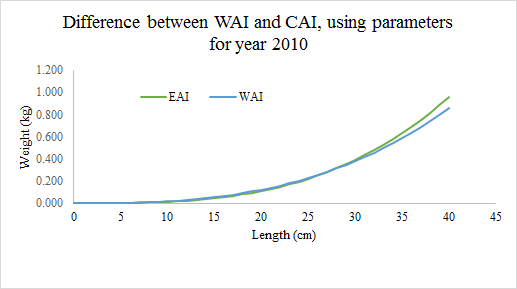 Difference between WAI and CAI, using parameters
for year 2010
1.200
1.000
0.800
0.600
0.400
0.200
0.000
Weight (kg)
EAI WAI
0 5 10 15 20 25 30 35 40 45
Length (cm)